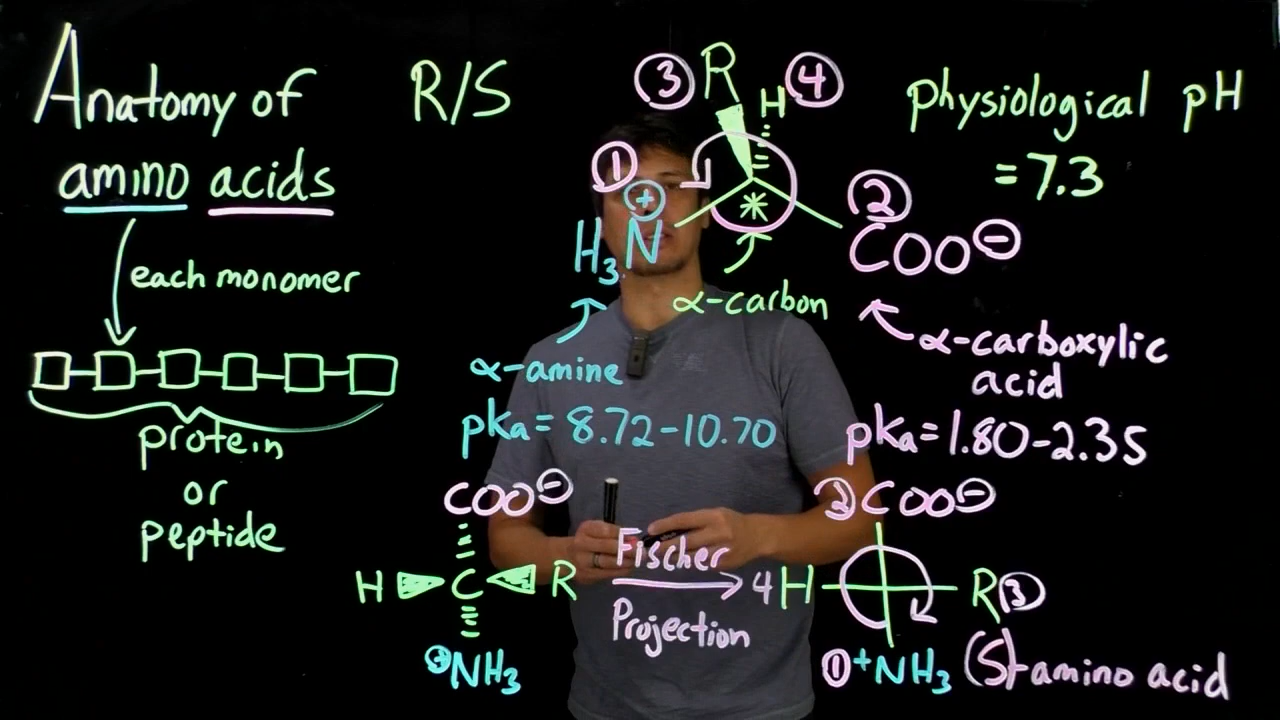 Anatomy of
amino acids
each monomer
protein
or
peptide
R/S
③ R H ④
①
⊕
H₃N
*
②
COO⊖
α-carbon
α-amine
pKa = 8.72-10.70
α-carboxylic
acid
pKa = 1.80-2.35
physiological pH
= 7.3
COO⊖
H C R
⊕NH₃
Fischer
Projection
② COO⊖
4 H R ③
① +NH₃ (S)-amino acid